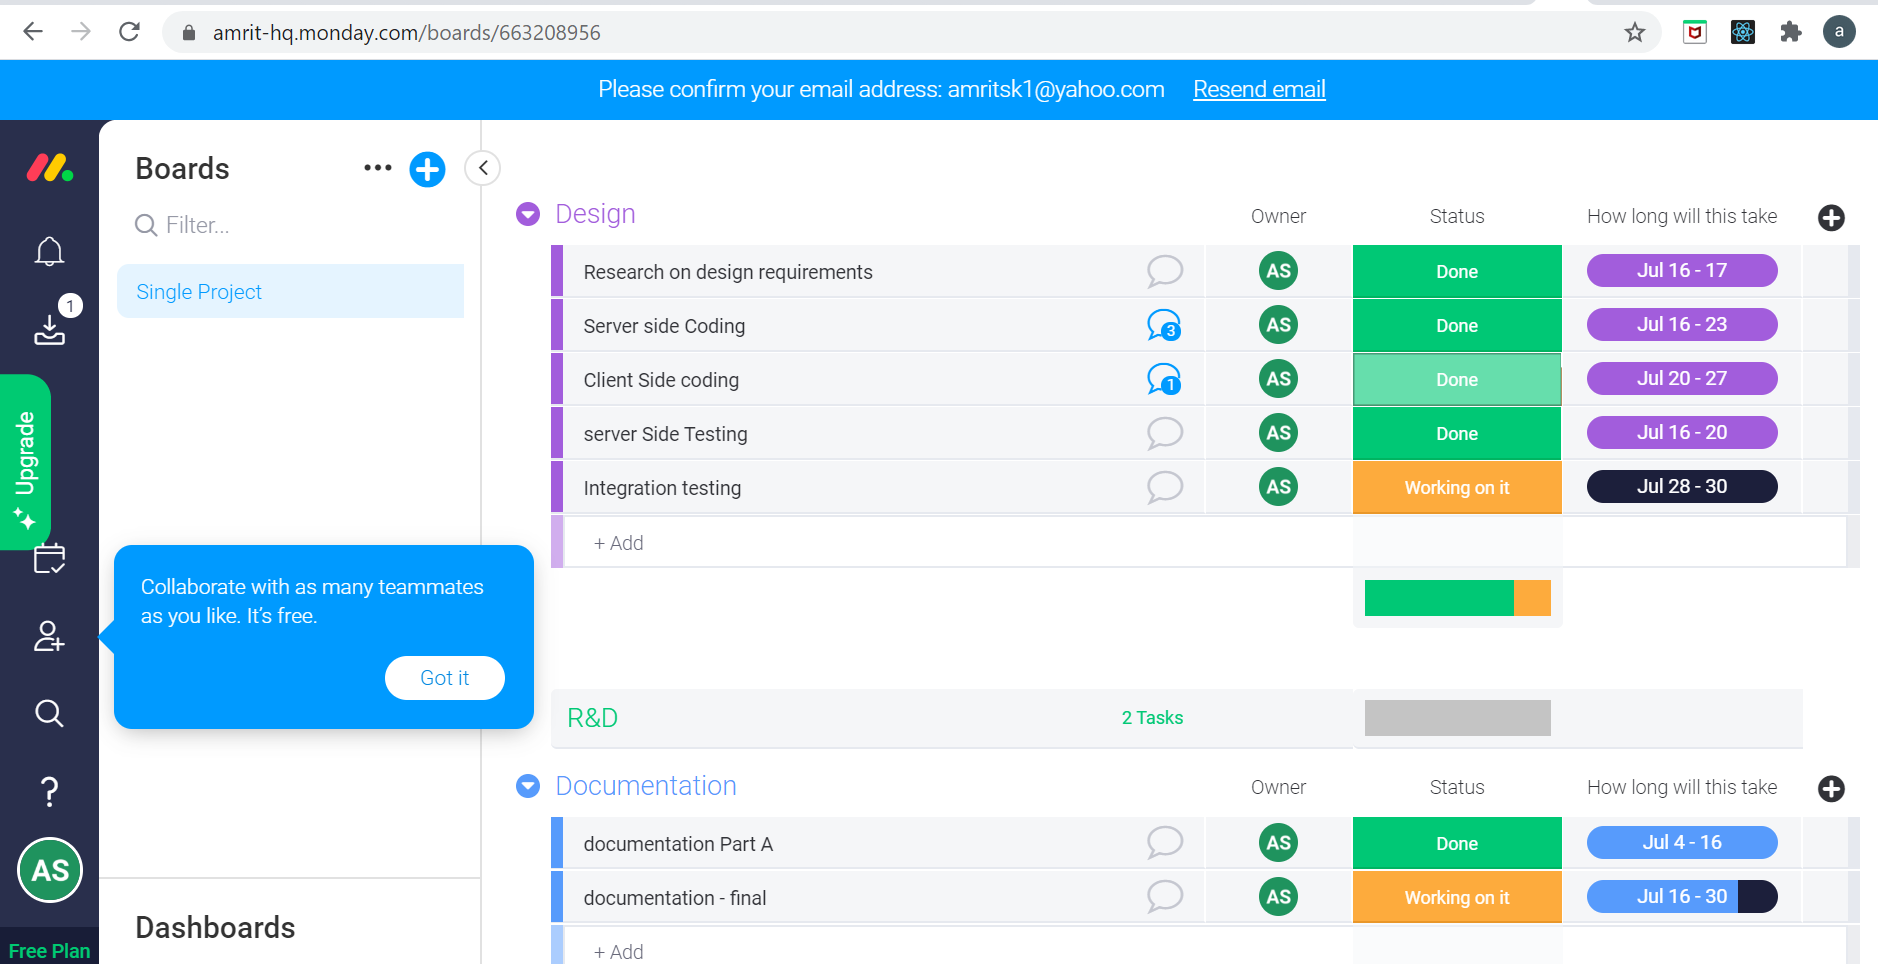 amrit-hq.monday.com/boards/663208956
a
Please confirm your email address: amritsk1@yahoo.com Resend email
Boards
Filter...
Single Project
1
Upgrade
Collaborate with as many teammates
as you like. It's free.
Got it
?
AS
Free Plan
Dashboards
Design Owner Status How long will this take
Research on design requirements AS Done Jul 16 - 17
Server side Coding 3 AS Done Jul 16 - 23
Client Side coding 1 AS Done Jul 20 - 27
server Side Testing AS Done Jul 16 - 20
Integration testing AS Working on it Jul 28 - 30
+ Add
R&D 2 Tasks
Documentation Owner Status How long will this take
documentation Part A AS Done Jul 4 - 16
documentation - final AS Working on it Jul 16 - 30
+ Add